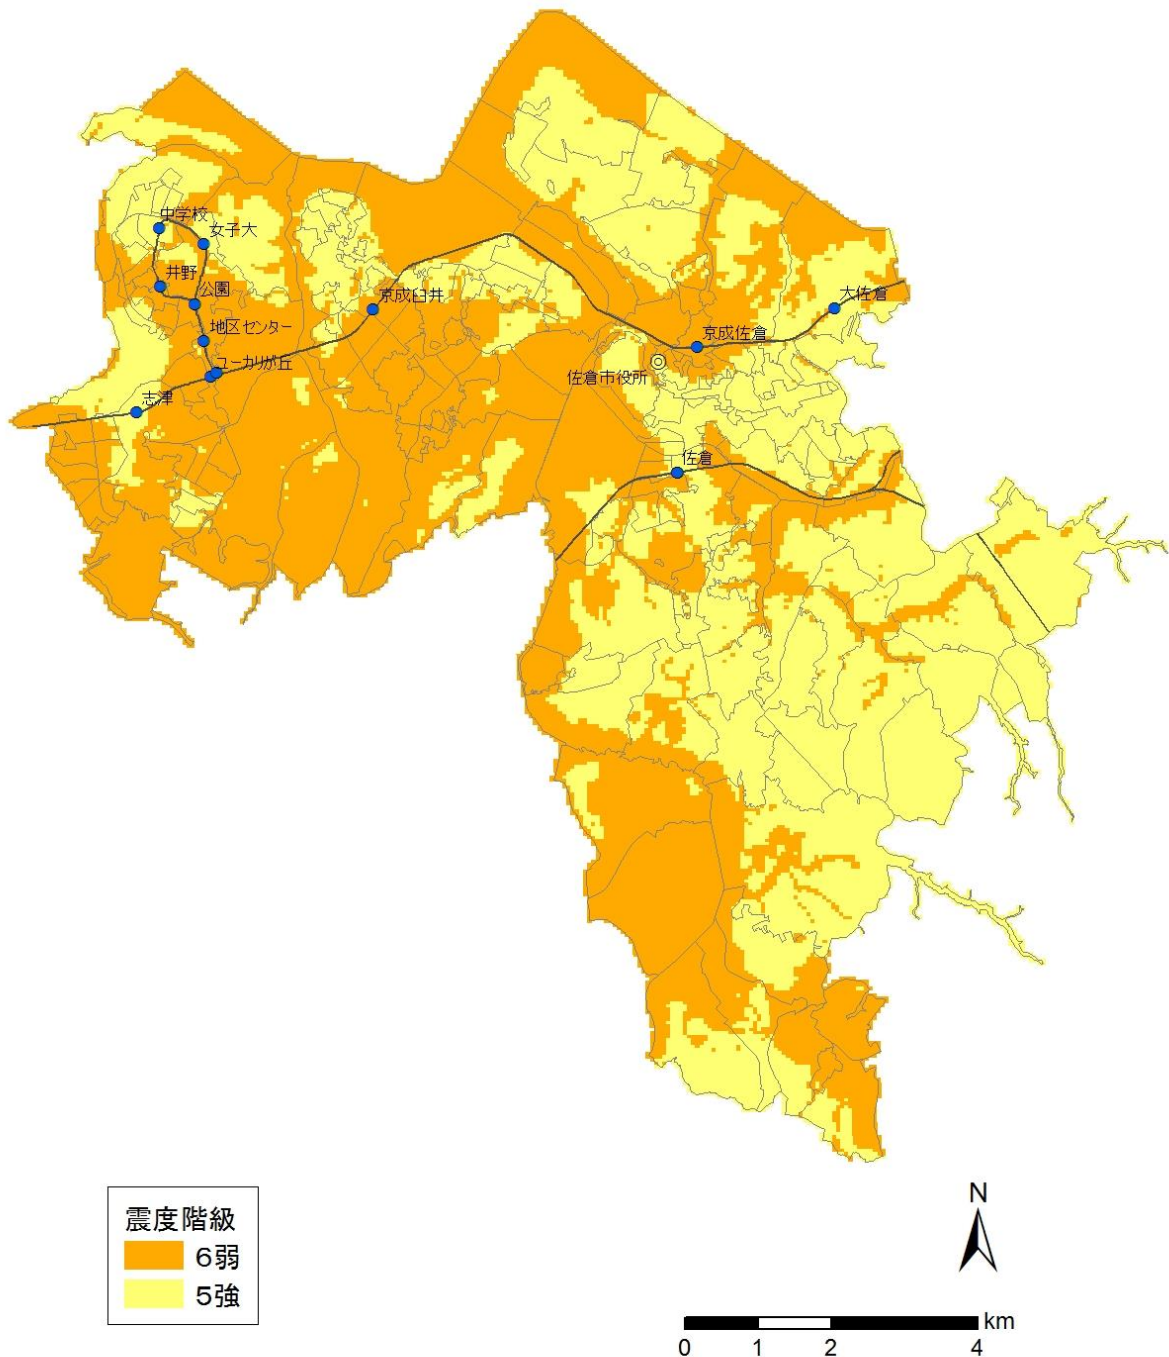 中学校
女子大
井野
公園
地区センター
ユーカリが丘
志津
京成臼井
大佐倉
京成佐倉
佐倉市役所
佐倉
震度階級
6弱
5強
N
km
0 1 2 4